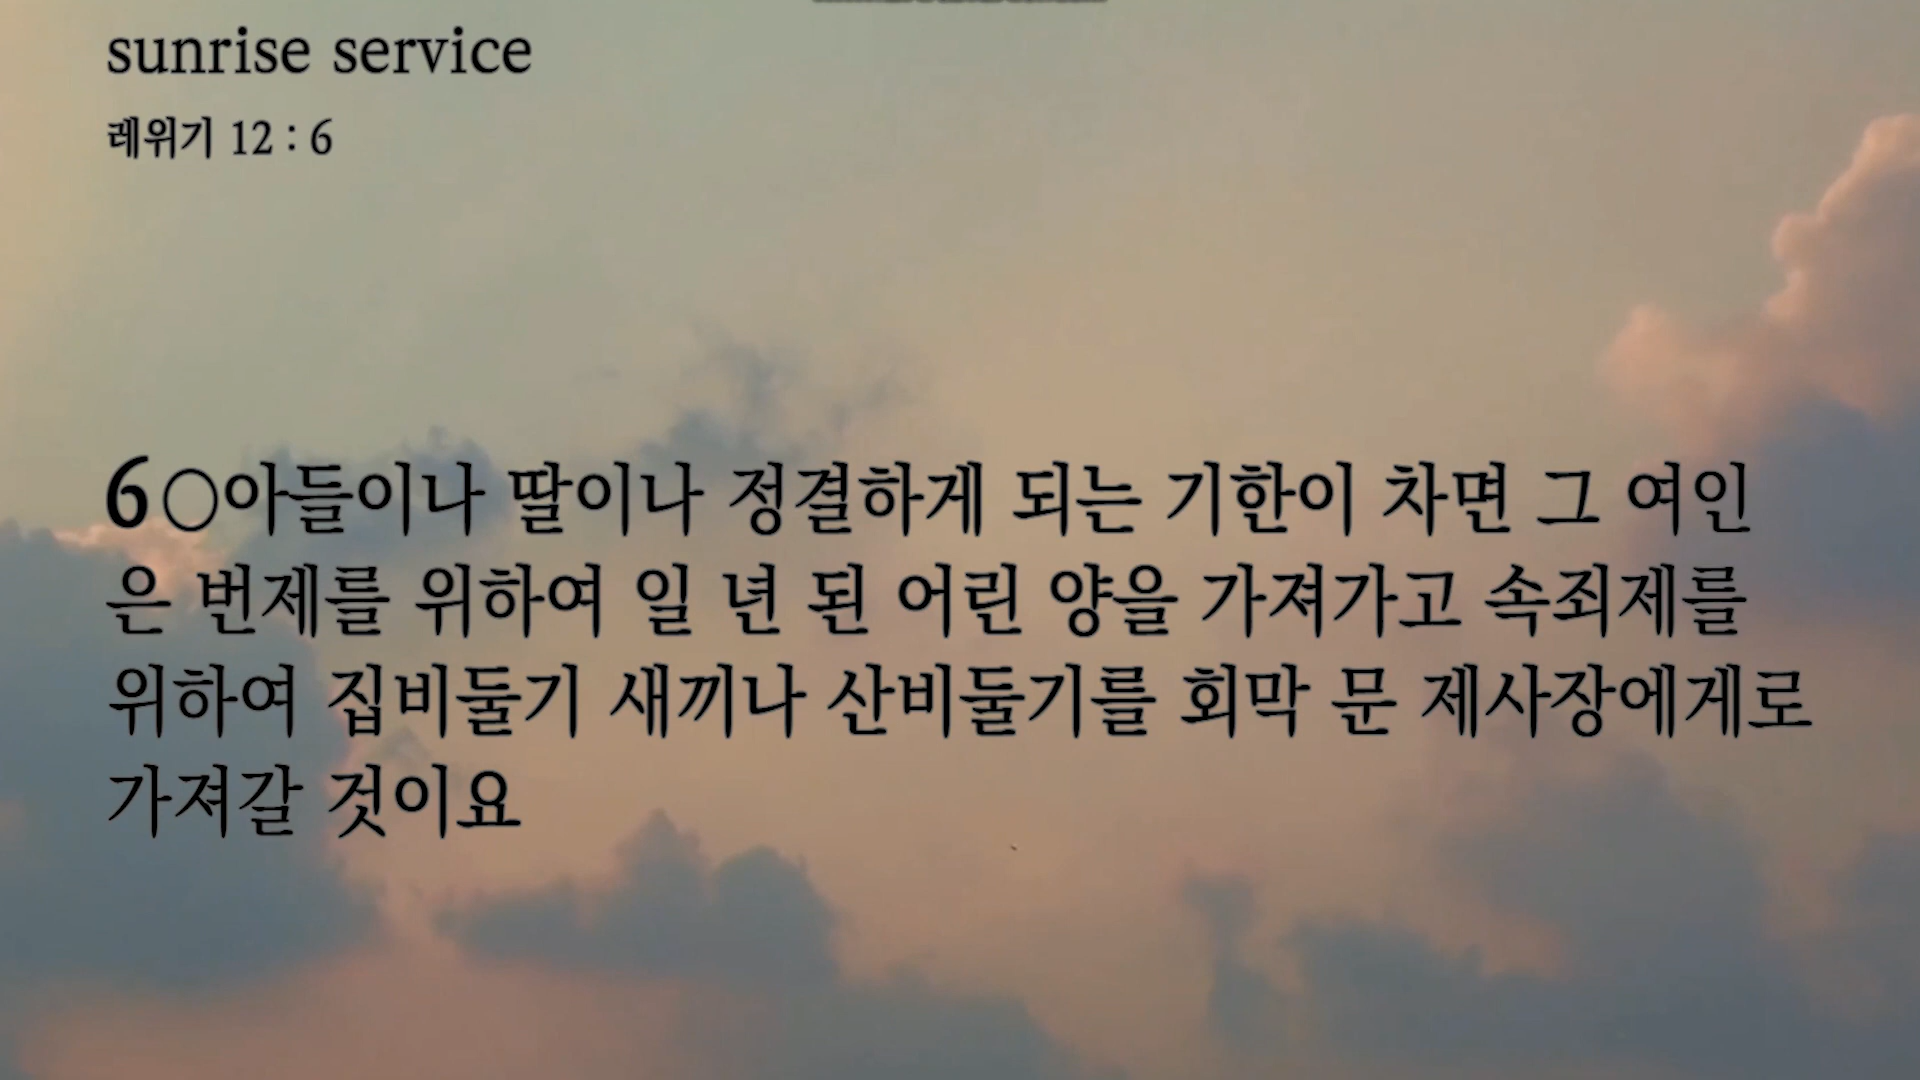 sunrise service
레위기 12 : 6
6○아들이나 딸이나 정결하게 되는 기한이 차면 그 여인
은 번제를 위하여 일 년 된 어린 양을 가져가고 속죄제를
위하여 집비둘기 새끼나 산비둘기를 회막 문 제사장에게로
가져갈 것이요